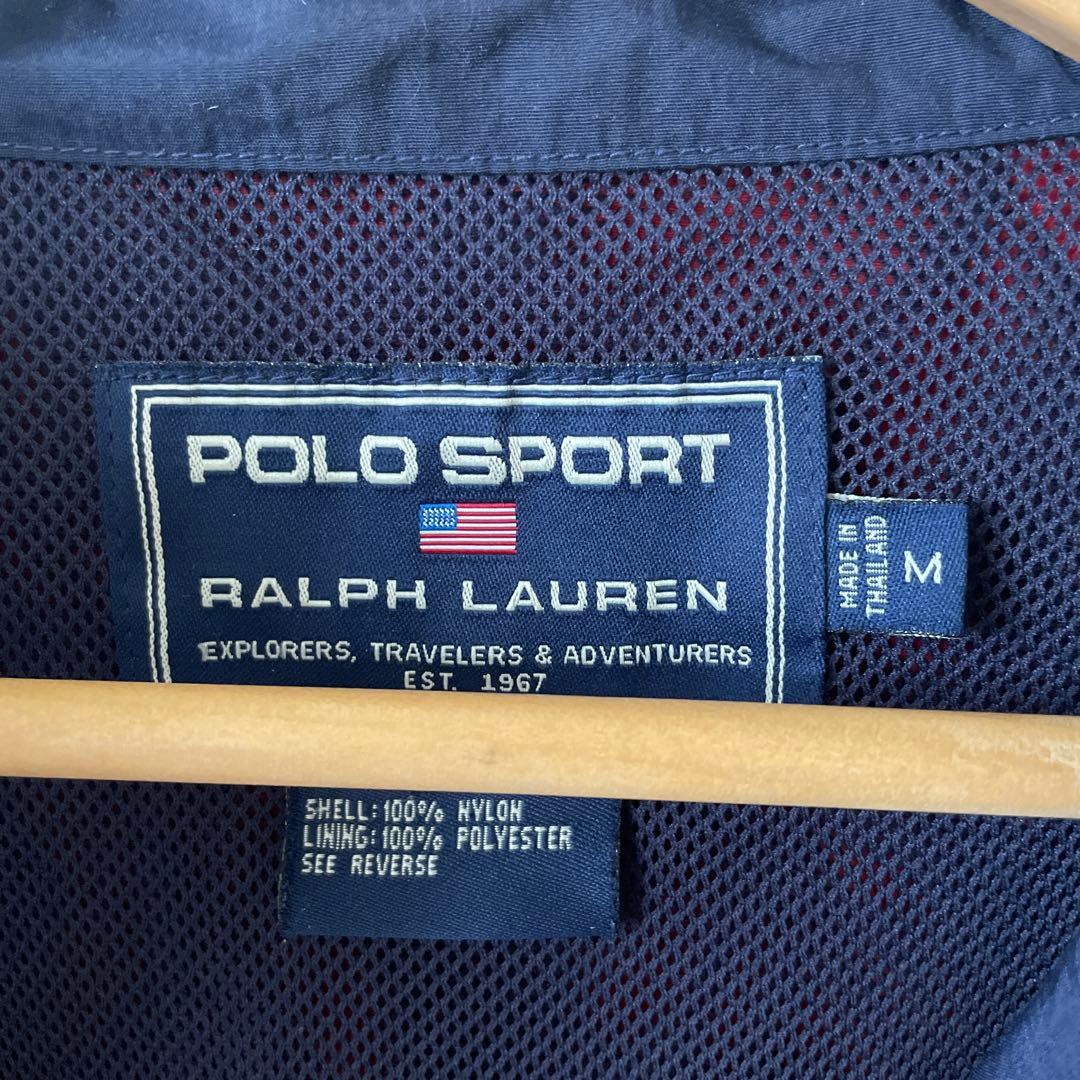 POLO SPORT
RALPH LAUREN
EXPLORERS, TRAVELERS & ADVENTURERS
EST. 1967
MADE IN
THAILAND
M
SHELL: 100% NYLON
LINING: 100% POLYESTER
SEE REVERSE